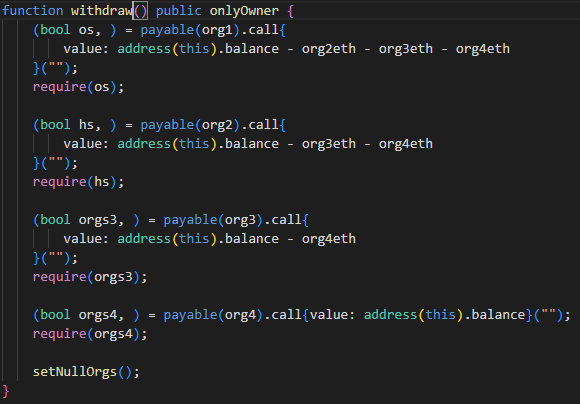 function withdraw() public onlyOwner {
    (bool os, ) = payable(org1).call{
        value: address(this).balance - org2eth - org3eth - org4eth
    }("");
    require(os);

    (bool hs, ) = payable(org2).call{
        value: address(this).balance - org3eth - org4eth
    }("");
    require(hs);

    (bool orgs3, ) = payable(org3).call{
        value: address(this).balance - org4eth
    }("");
    require(orgs3);

    (bool orgs4, ) = payable(org4).call{value: address(this).balance}("");
    require(orgs4);

    setNullOrgs();
}